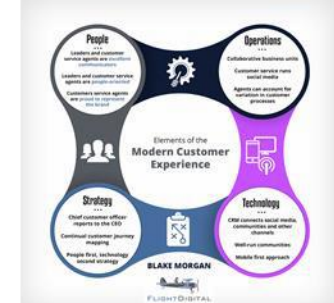 People
Leaders and customer
service agents are excellent
communicators
Leaders and customer service
agents are people-oriented
Customers service agents
are proud to represent
the brand
Operations
Collaborative business units
Customer service runs
social media
Agents can account for
variation in customer
processes
Elements of the
Modern Customer
Experience
Strategy
Chief customer officer
reports to the CEO
Continual customer journey
mapping
People first, technology
second strategy
Technology
CRM connects social media,
communities and other
channels
Well-run communities
Mobile first approach
BLAKE MORGAN
FLIGHTDIGITAL